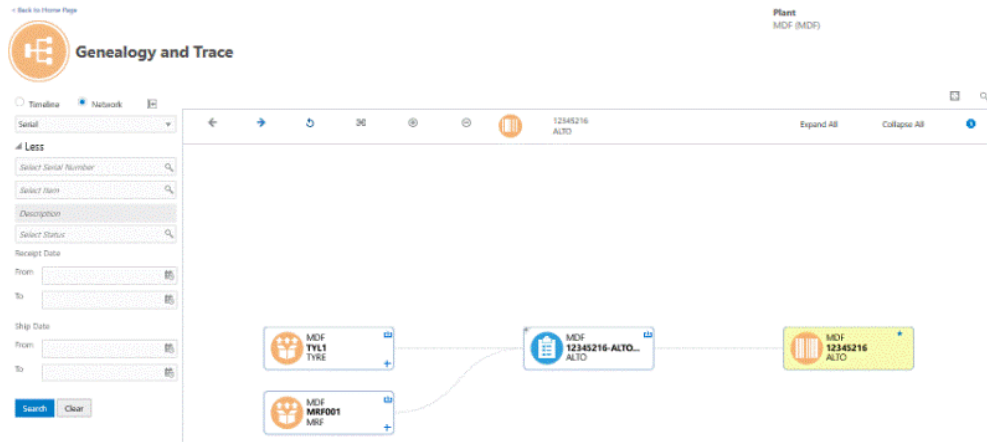 < Back to Home Page
Plant
MDF (MDF)
Genealogy and Trace
Timeline
Network
Serial
Less
Select Serial Number
Select Item
Description
Select Status
Receipt Date
From
To
Ship Date
From
To
Search
Clear
12345216
ALTO
Expand All
Collapse All
MDF
TYL1
TYRE
MDF
12345216-ALTO...
ALTO
MDF
12345216
ALTO
MDF
MRF001
MRF